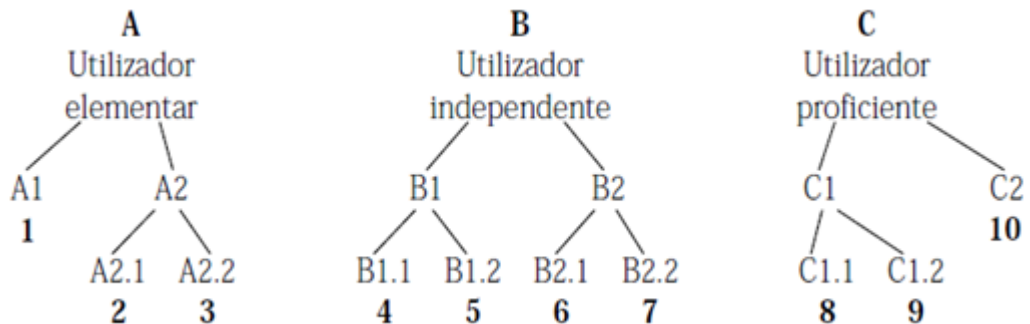 A B C
Utilizador Utilizador Utilizador
elementar independente proficiente
A1 A2 B1 B2 C1 C2
1 10
A2.1 A2.2 B1.1 B1.2 B2.1 B2.2 C1.1 C1.2
2 3 4 5 6 7 8 9